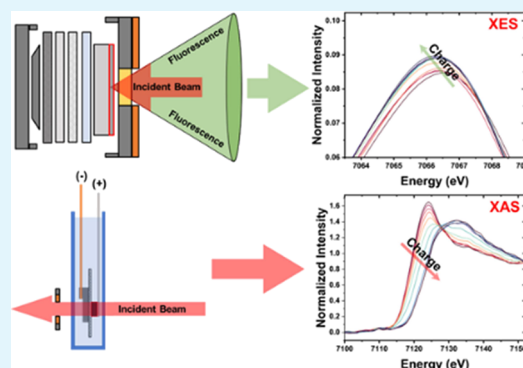 Fluorescence
Incident Beam
Fluorescence
XES
Charge
Normalized Intensity
0.10
0.09
0.08
0.07
0.06
7064 7065 7066 7067 7068
Energy (eV)
(-)
(+)
Incident Beam
XAS
Charge
Normalized Intensity
1.6
1.4
1.2
1.0
0.8
0.6
0.4
0.2
0.0
7100 7110 7120 7130 7140
Energy (eV)